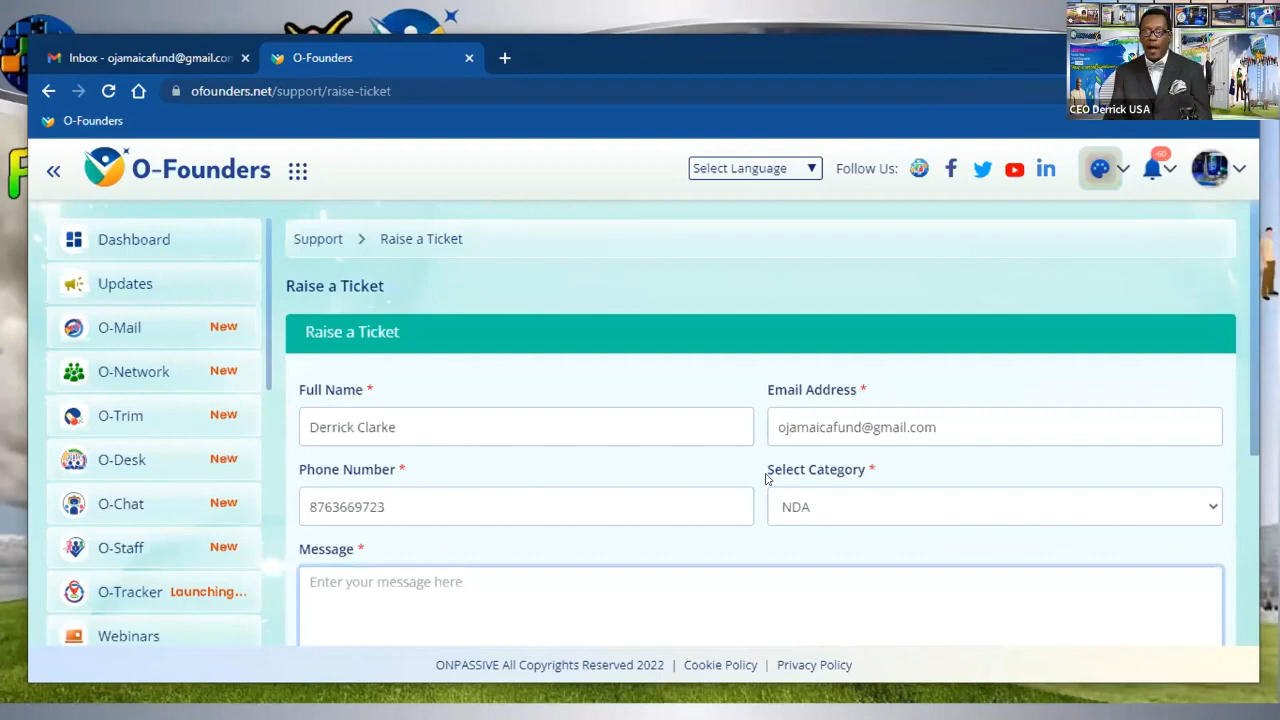 Inbox - ojamaicafund@gmail.con
O-Founders
ofounders.net/support/raise-ticket
CEO Derrick USA
O-Founders
O-Founders
Select Language
Follow Us:
-60
Dashboard
Updates
O-Mail New
O-Network New
O-Trim New
O-Desk New
O-Chat New
O-Staff New
O-Tracker Launching...
Webinars
Support > Raise a Ticket
Raise a Ticket
Raise a Ticket
Full Name *
Email Address *
Derrick Clarke
ojamaicafund@gmail.com
Phone Number *
Select Category *
8763669723
NDA
Message *
Enter your message here
ONPASSIVE All Copyrights Reserved 2022 | Cookie Policy | Privacy Policy